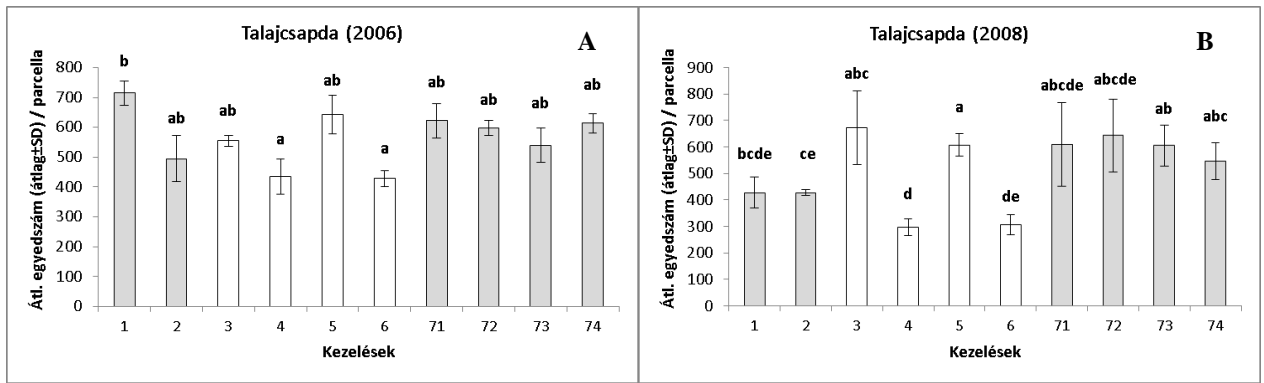 Talajcsapda (2006)
A
Átl. egyedszám (átlag±SD) / parcella
800
700
600
500
400
300
200
100
0
b
ab
ab
a
ab
a
ab
ab
ab
ab
1 2 3 4 5 6 71 72 73 74
Kezelések
Talajcsapda (2008)
B
Átl. egyedszám (átlag±SD) / parcella
900
800
700
600
500
400
300
200
100
0
bcde
ce
abc
d
a
de
abcde
abcde
ab
abc
1 2 3 4 5 6 71 72 73 74
Kezelések